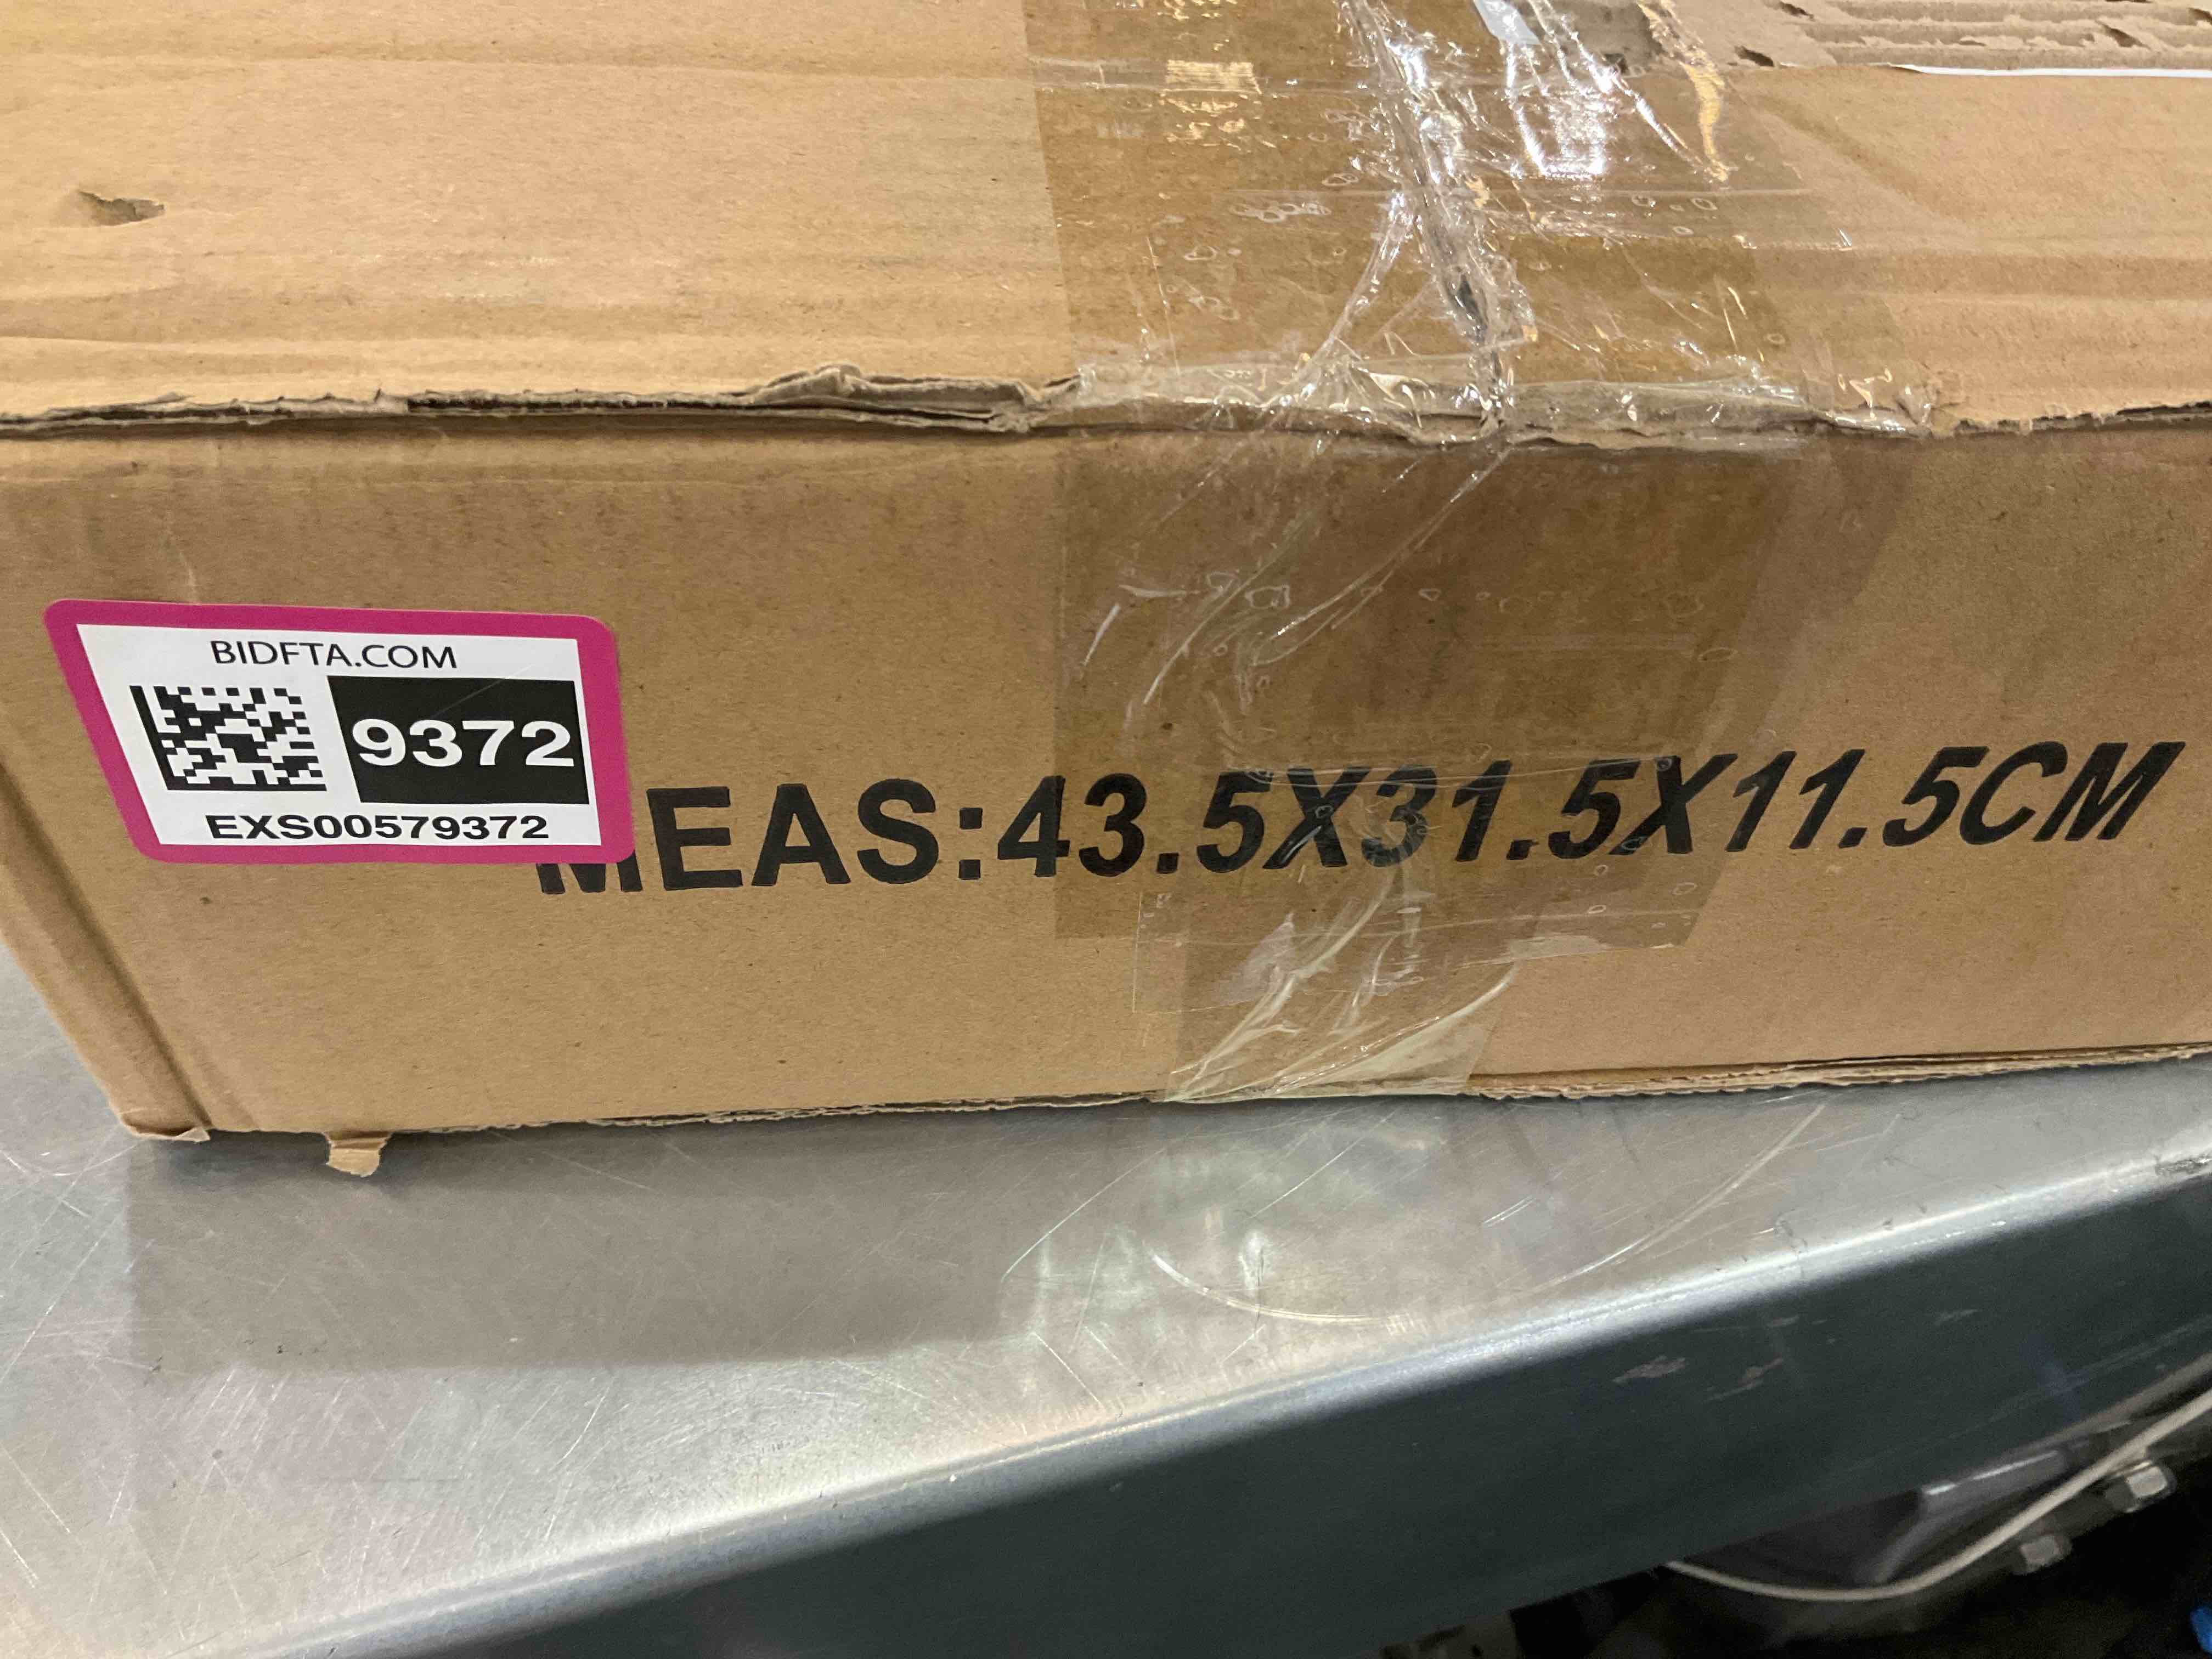 BIDFTA.COM
9372
EXS00579372
MEAS:43.5X31.5X11.5CM